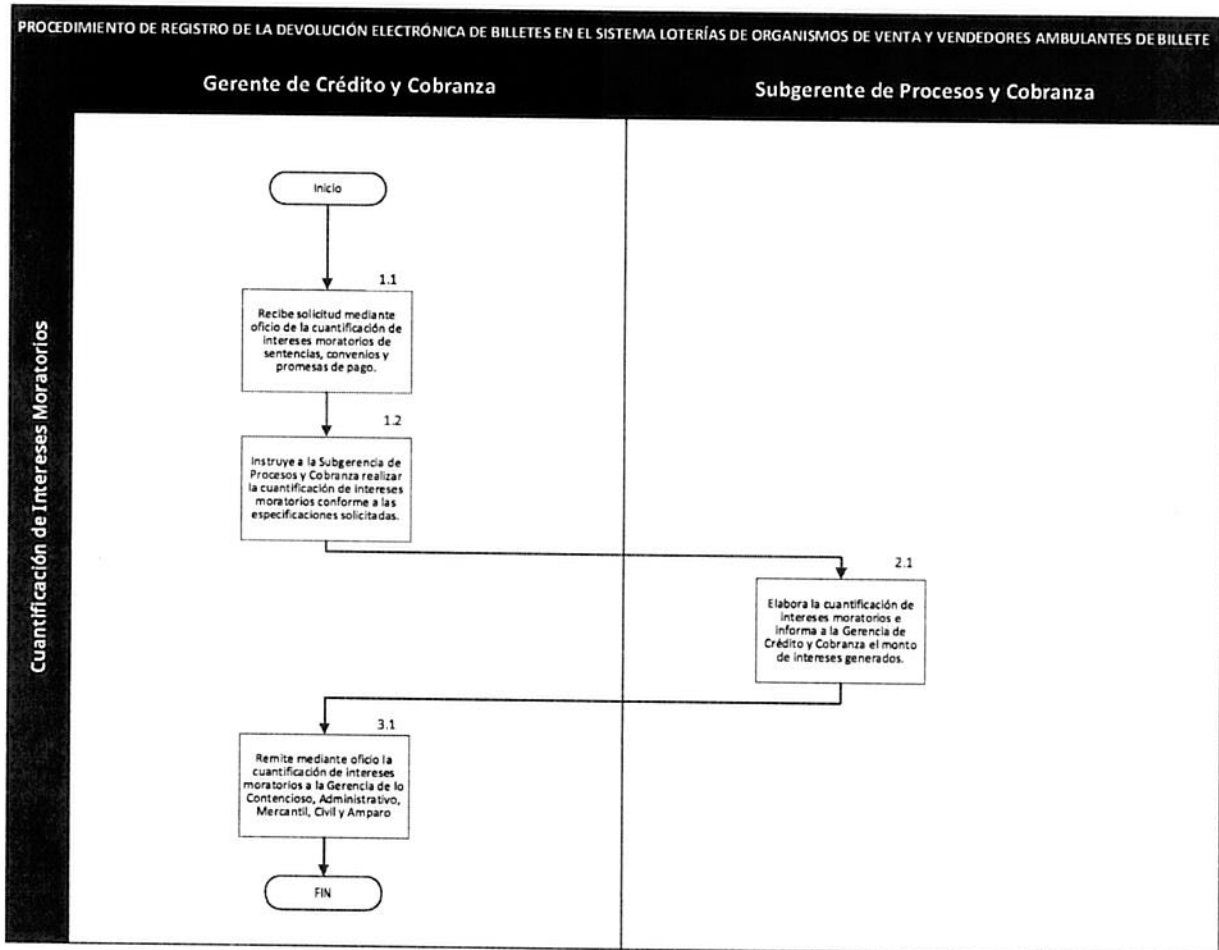 PROCEDIMIENTO DE REGISTRO DE LA DEVOLUCIÓN ELECTRÓNICA DE BILLETES EN EL SISTEMA LOTERÍAS DE ORGANISMOS DE VENTA Y VENDEDORES AMBULANTES DE BILLETE
Gerente de Crédito y Cobranza
Subgerente de Procesos y Cobranza
Cuantificación de Intereses Moratorios
Inicio
1.1
Recibe solicitud mediante
oficio de la cuantificación de
intereses moratorios de
sentencias, convenios y
promesas de pago.
1.2
Instruye a la Subgerencia de
Procesos y Cobranza realizar
la cuantificación de intereses
moratorios conforme a las
especificaciones solicitadas.
2.1
Elabora la cuantificación de
intereses moratorios e
informa a la Gerencia de
Crédito y Cobranza el monto
de intereses generados.
3.1
Remite mediante oficio la
cuantificación de intereses
moratorios a la Gerencia de lo
Contencioso, Administrativo,
Mercantil, Civil y Amparo
FIN